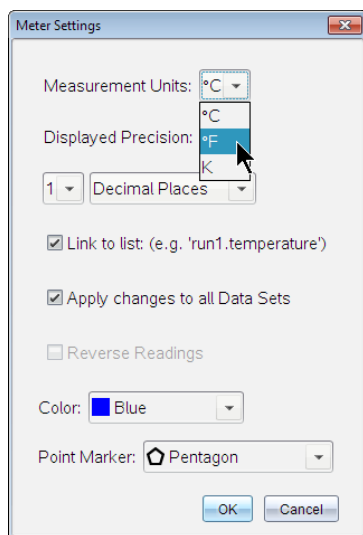 Meter Settings
Measurement Units: °C
°C
Displayed Precision:
°F
K
1 Decimal Places
Link to list: (e.g. 'run1.temperature')
Apply changes to all Data Sets
Reverse Readings
Color: Blue
Point Marker: Pentagon
OK Cancel